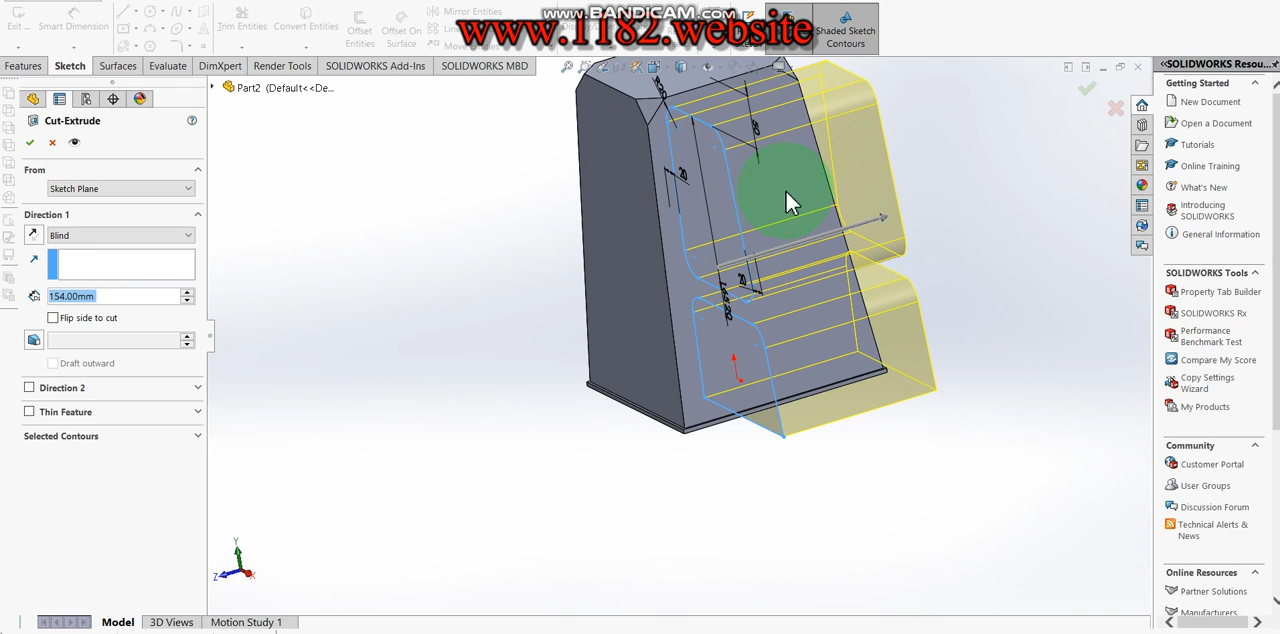 www.BANDICAM.com
www.1182.website
Exit ...
Smart Dimension
Trim Entities
Convert Entities
Offset Entities
Offset On Surface
Mirror Entities
Shaded Sketch Contours
Features
Sketch
Surfaces
Evaluate
DimXpert
Render Tools
SOLIDWORKS Add-Ins
SOLIDWORKS MBD
Part2 (Default<<De...
Cut-Extrude
From
Sketch Plane
Direction 1
Blind
154.00mm
Flip side to cut
Draft outward
Direction 2
Thin Feature
Selected Contours
20
20
Y
Z
X
Model
3D Views
Motion Study 1
SOLIDWORKS Resou...
Getting Started
New Document
Open a Document
Tutorials
Online Training
What's New
Introducing SOLIDWORKS
General Information
SOLIDWORKS Tools
Property Tab Builder
SOLIDWORKS Rx
Performance Benchmark Test
Compare My Score
Copy Settings Wizard
My Products
Community
Customer Portal
User Groups
Discussion Forum
Technical Alerts & News
Online Resources
Partner Solutions
Manufacturers